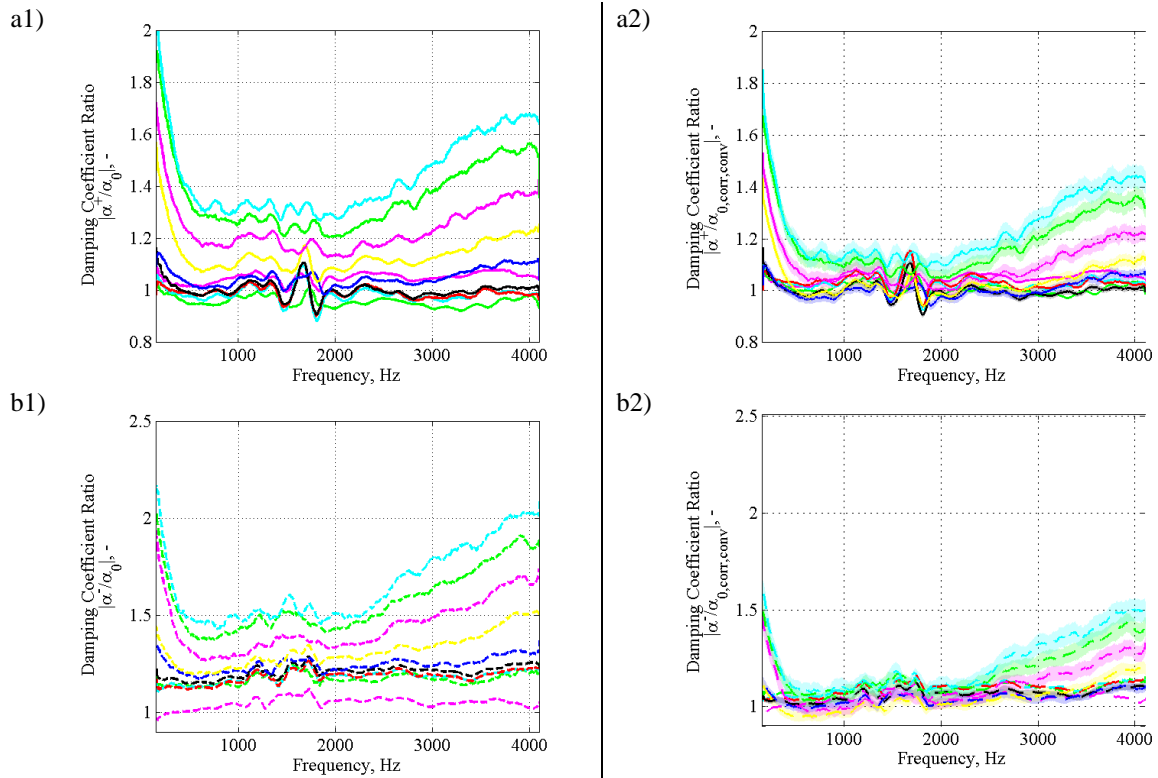 a1)
Damping Coefficient Ratio
|α⁺/α₀|, -
2
1.8
1.6
1.4
1.2
1
0.8
1000 2000 3000 4000
Frequency, Hz
a2)
Damping Coefficient Ratio
|α⁺/α₀,corr,conv|, -
2
1.8
1.6
1.4
1.2
1
0.8
1000 2000 3000 4000
Frequency, Hz
b1)
Damping Coefficient Ratio
|α⁻/α₀|, -
2.5
2
1.5
1
1000 2000 3000 4000
Frequency, Hz
b2)
Damping Coefficient Ratio
|α⁻/α₀,corr,conv|, -
2.5
2
1.5
1
1000 2000 3000 4000
Frequency, Hz